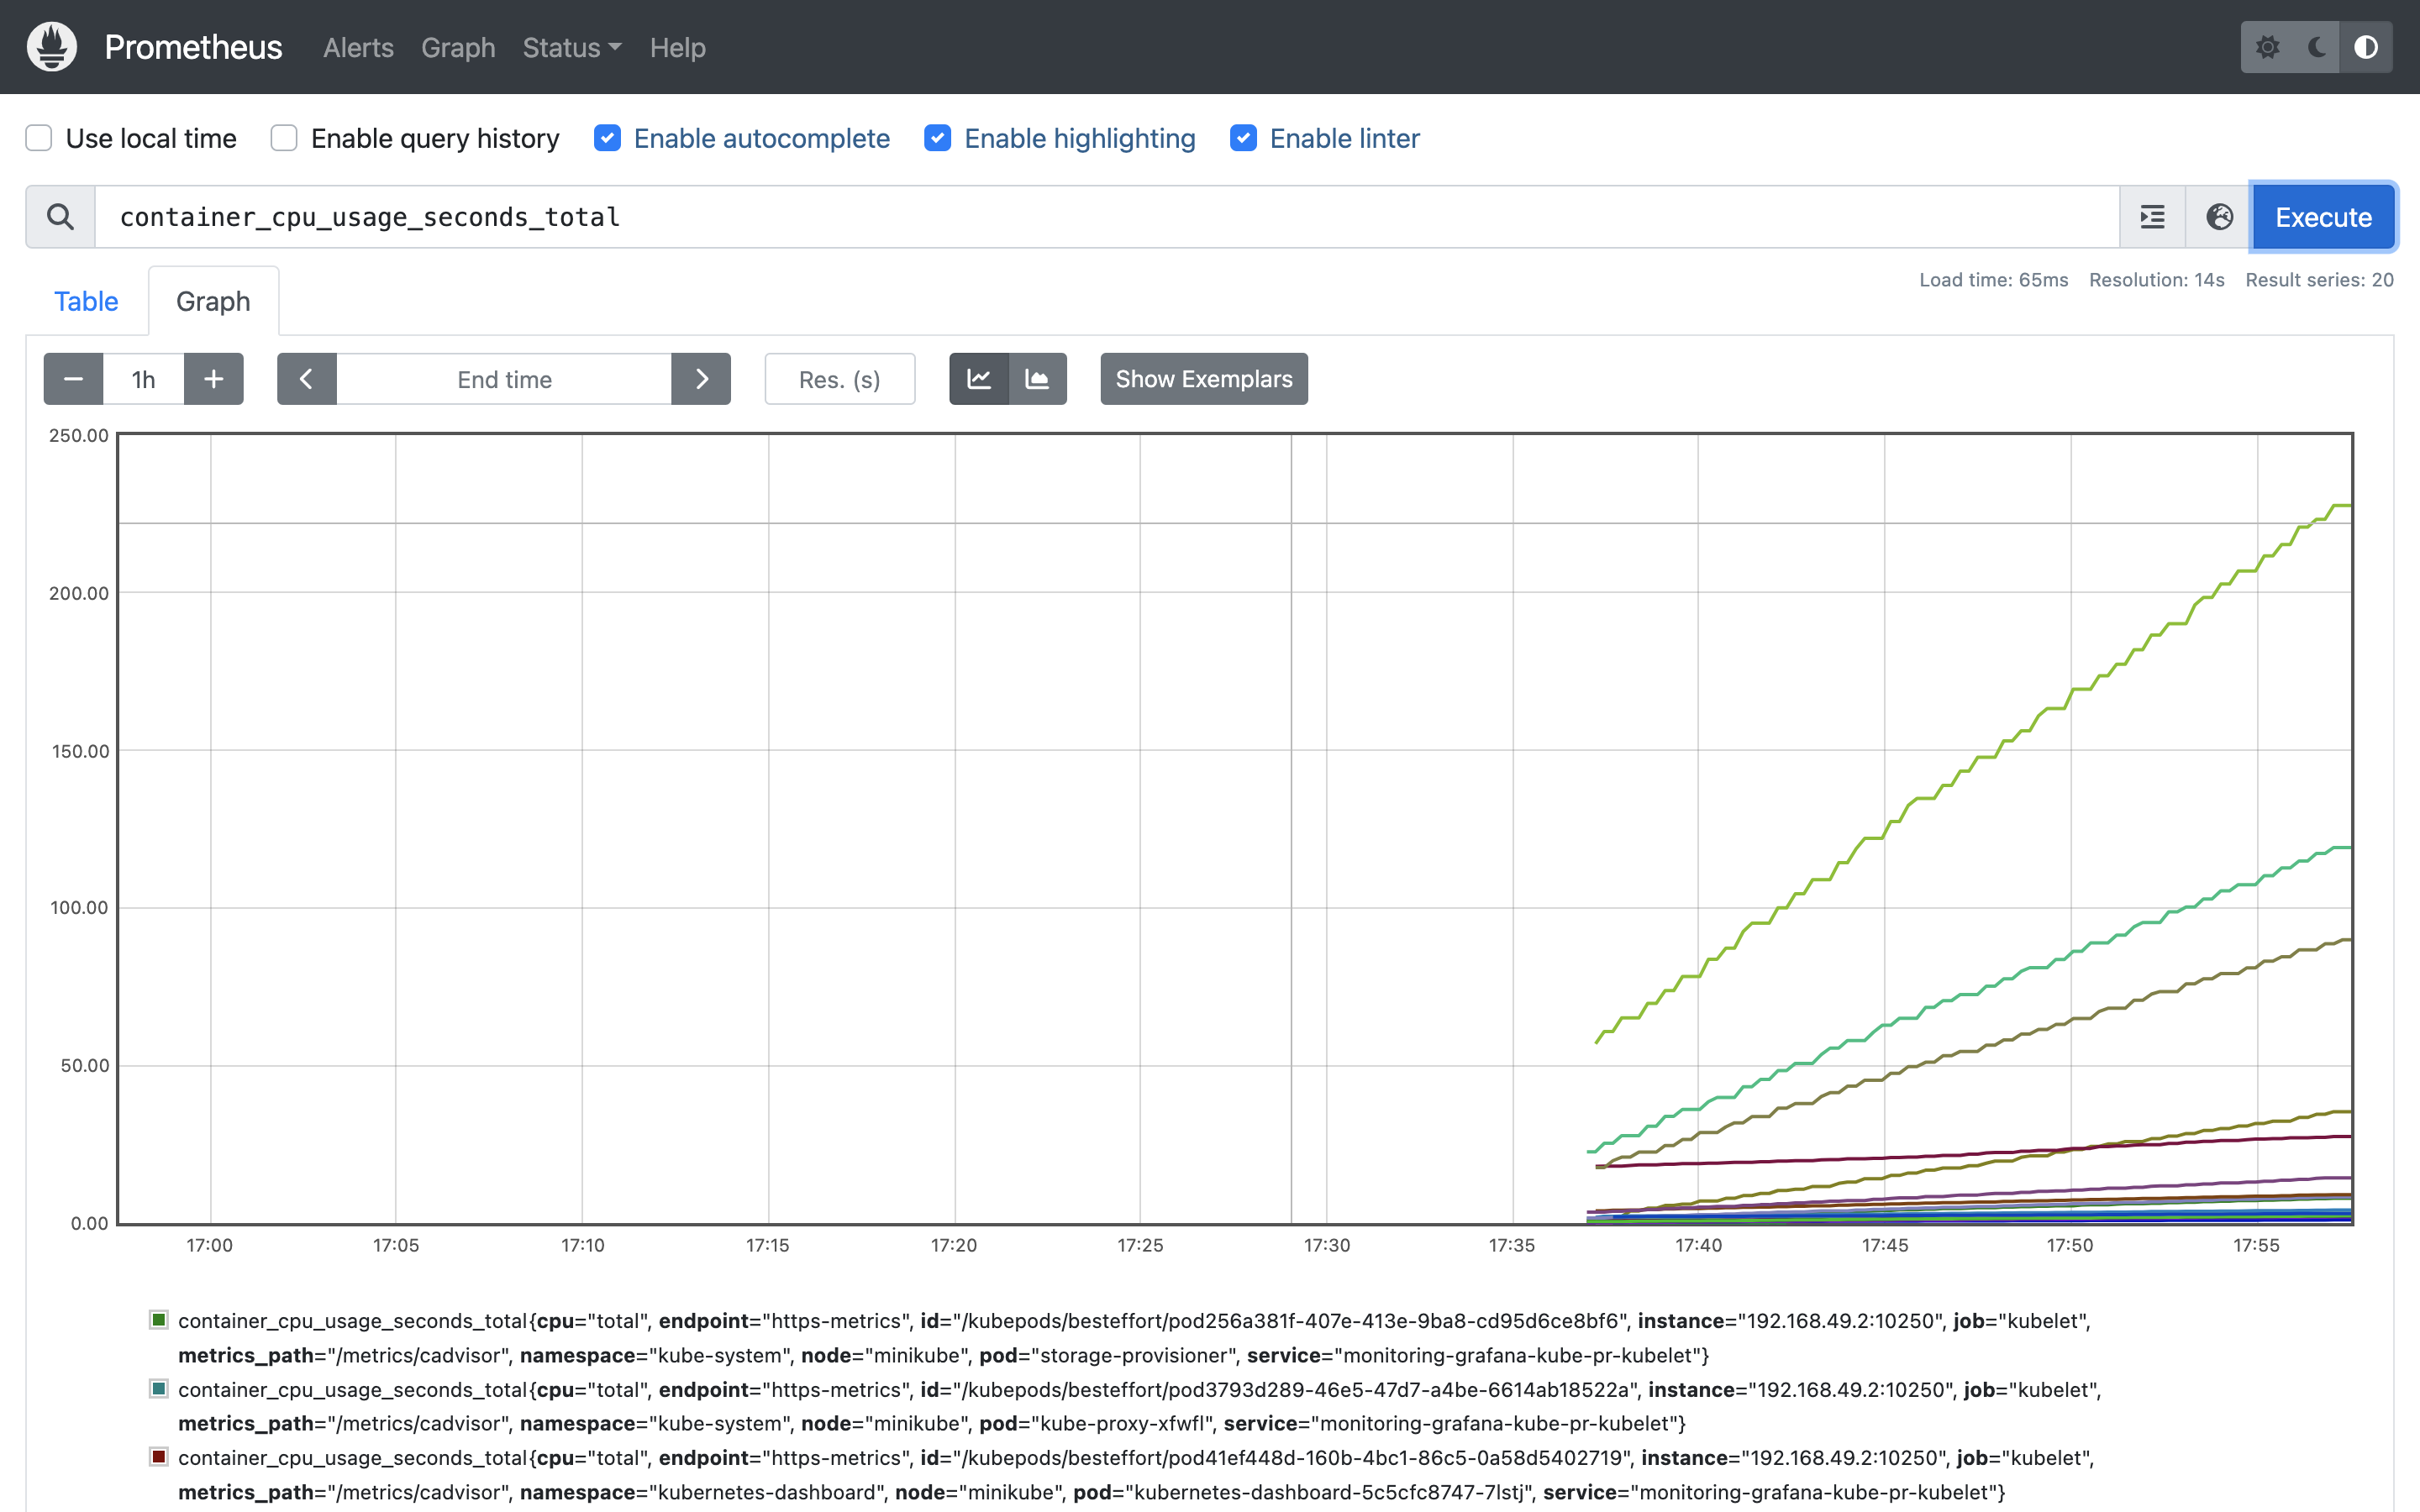 Prometheus Alerts Graph Status Help
Use local time Enable query history Enable autocomplete Enable highlighting Enable linter
container_cpu_usage_seconds_total Execute
Table Graph Load time: 65ms Resolution: 14s Result series: 20
1h End time Res. (s) Show Exemplars
250.00
200.00
150.00
100.00
50.00
0.00
17:00 17:05 17:10 17:15 17:20 17:25 17:30 17:35 17:40 17:45 17:50 17:55
container_cpu_usage_seconds_total{cpu="total", endpoint="https-metrics", id="/kubepods/besteffort/pod256a381f-407e-413e-9ba8-cd95d6ce8bf6", instance="192.168.49.2:10250", job="kubelet",
metrics_path="/metrics/cadvisor", namespace="kube-system", node="minikube", pod="storage-provisioner", service="monitoring-grafana-kube-pr-kubelet"}
container_cpu_usage_seconds_total{cpu="total", endpoint="https-metrics", id="/kubepods/besteffort/pod3793d289-46e5-47d7-a4be-6614ab18522a", instance="192.168.49.2:10250", job="kubelet",
metrics_path="/metrics/cadvisor", namespace="kube-system", node="minikube", pod="kube-proxy-xfwfl", service="monitoring-grafana-kube-pr-kubelet"}
container_cpu_usage_seconds_total{cpu="total", endpoint="https-metrics", id="/kubepods/besteffort/pod41ef448d-160b-4bc1-86c5-0a58d5402719", instance="192.168.49.2:10250", job="kubelet",
metrics_path="/metrics/cadvisor", namespace="kubernetes-dashboard", node="minikube", pod="kubernetes-dashboard-5c5cfc8747-7lstj", service="monitoring-grafana-kube-pr-kubelet"}